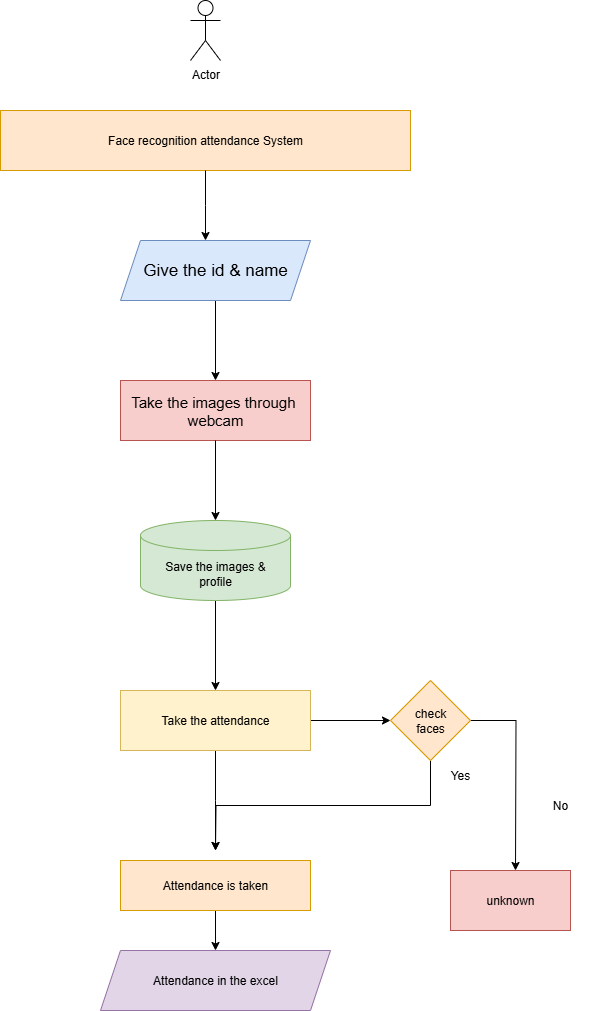 Actor
Face recognition attendance System
Give the id & name
Take the images through
webcam
Save the images &
profile
Take the attendance
check
faces
Yes
No
Attendance is taken
unknown
Attendance in the excel